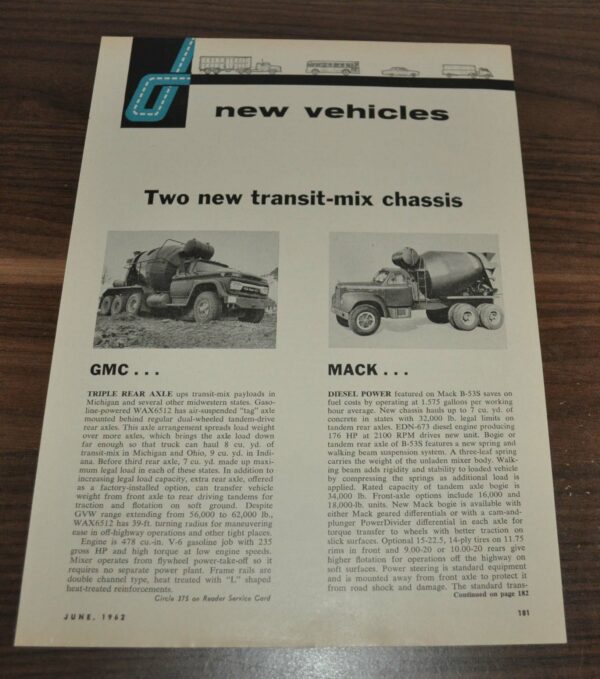 new vehicles
Two new transit-mix chassis
GMC . . .
TRIPLE REAR AXLE ups transit-mix payloads in
Michigan and several other midwestern states. Gaso-
line-powered WAX6512 has air-suspended "tag" axle
mounted behind regular dual-wheeled tandem-drive
rear axles. This axle arrangement spreads load weight
over more axles, which brings the axle load down
far enough so that truck can haul 8 cu. yd. of
transit-mix in Michigan and Ohio, 9 cu. yd. in Indi-
ana. Before third rear axle, 7 cu. yd. made up maxi-
mum legal load in each of these states. In addition to
increasing legal load capacity, extra rear axle, offered
as a factory-installed option, can transfer vehicle
weight from front axle to rear driving tandems for
traction and flotation on soft ground. Despite
GVW range extending from 56,000 to 62,000 lb.,
WAX6512 has 39-ft. turning radius for maneuvering
ease in off-highway operations and other tight places.
Engine is 478 cu.-in. V-6 gasoline job with 235
gross HP and high torque at low engine speeds.
Mixer operates from flywheel power-take-off so it
requires no separate power plant. Frame rails are
double channel type, heat treated with "L" shaped
heat-treated reinforcements.
Circle 375 on Reader Service Card
MACK . . .
DIESEL POWER featured on Mack B-53S saves on
fuel costs by operating at 1.575 gallons per working
hour average. New chassis hauls up to 7 cu. yd. of
concrete in states with 32,000 lb. legal limits on
tandem rear axles. EDN-673 diesel engine producing
176 HP at 2100 RPM drives new unit. Bogie or
tandem rear axle of B-53S features a new spring and
walking beam suspension system. A three-leaf spring
carries the weight of the unladen mixer body. Walk-
ing beam adds rigidity and stability to loaded vehicle
by compressing the springs as additional load is
applied. Rated capacity of tandem axle bogie is
34,000 lb. Front-axle options include 16,000 and
18,000-lb. units. New Mack bogie is available with
either Mack geared differentials or with a cam-and-
plunger PowerDivider differential in each axle for
torque transfer to wheels with better traction on
slick surfaces. Optional 15-22.5, 14-ply tires on 11.75
rims in front and 9.00-20 or 10.00-20 rears give
higher flotation for operations off the highway on
soft surfaces. Power steering is standard equipment
and is mounted away from front axle to protect it
from road shock and damage. The standard trans-
Continued on page 182
JUNE, 1962
181